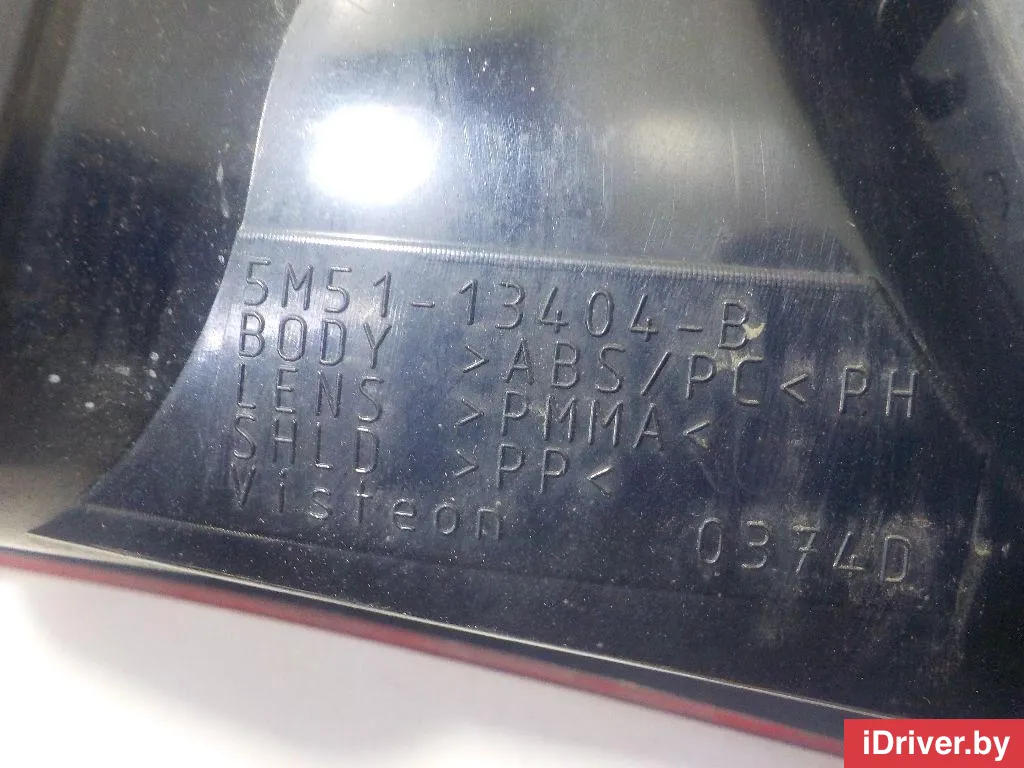 5M51-13404-B
BODY >ABS/PC< PH
LENS >PMMA<
SHLD >PP<
Visteon 0374D
iDriver.by